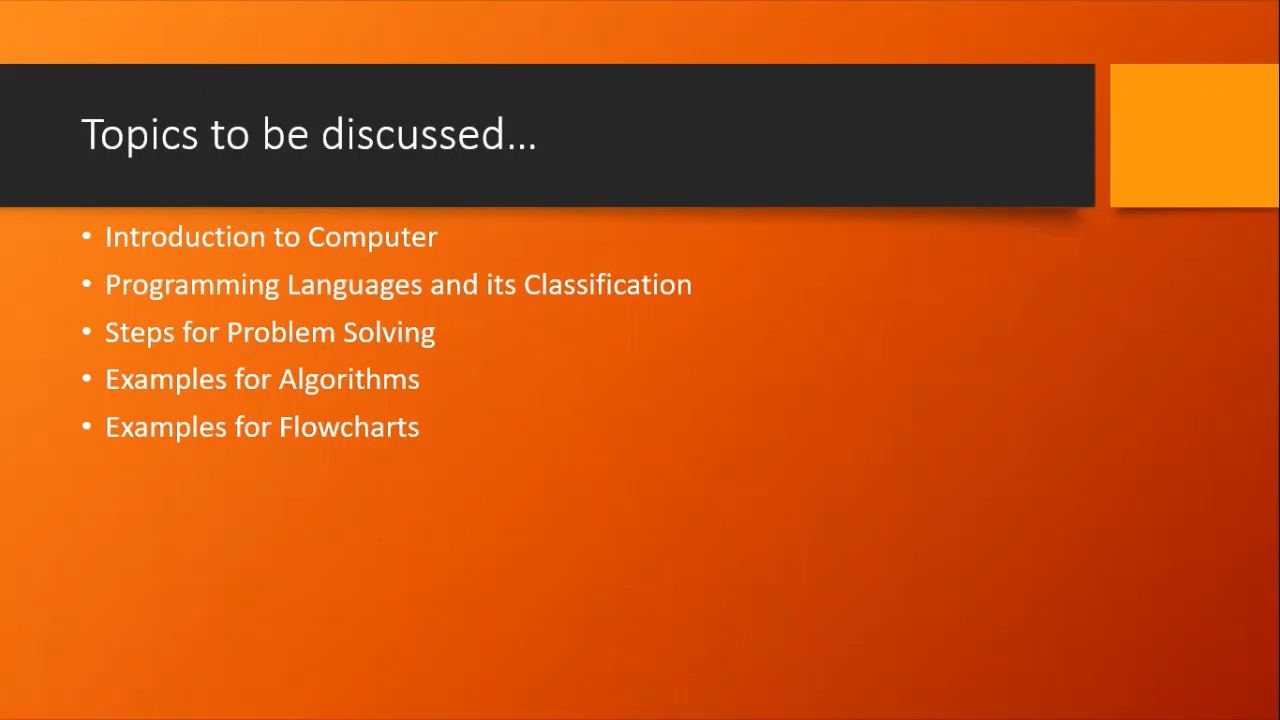 Topics to be discussed...
• Introduction to Computer
• Programming Languages and its Classification
• Steps for Problem Solving
• Examples for Algorithms
• Examples for Flowcharts